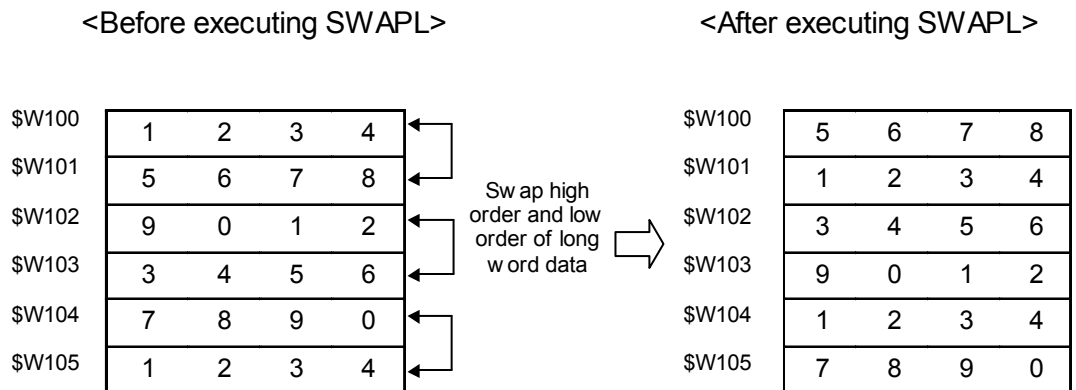 <Before executing SWAPL>
<After executing SWAPL>
$W100 1 2 3 4
$W101 5 6 7 8
$W102 9 0 1 2
$W103 3 4 5 6
$W104 7 8 9 0
$W105 1 2 3 4
Swap high
order and low
order of long
word data
$W100 5 6 7 8
$W101 1 2 3 4
$W102 3 4 5 6
$W103 9 0 1 2
$W104 1 2 3 4
$W105 7 8 9 0